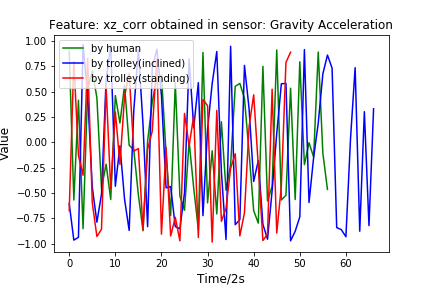 Feature: xz_corr obtained in sensor: Gravity Acceleration
by human
by trolley(inclined)
by trolley(standing)
1.00
0.75
0.50
0.25
0.00
−0.25
−0.50
−0.75
−1.00
Value
0 10 20 30 40 50 60
Time/2s